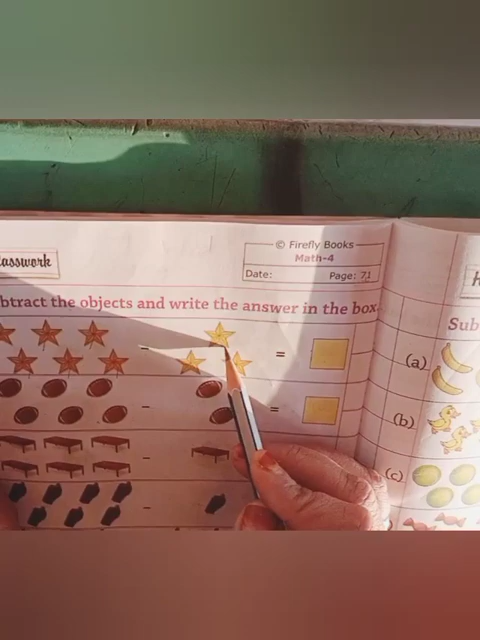 asswork
© Firefly Books
Math-4
Date: Page: 71
btract the objects and write the answer in the box.
Sub
- = (a)
- = (b)
- (c)
-